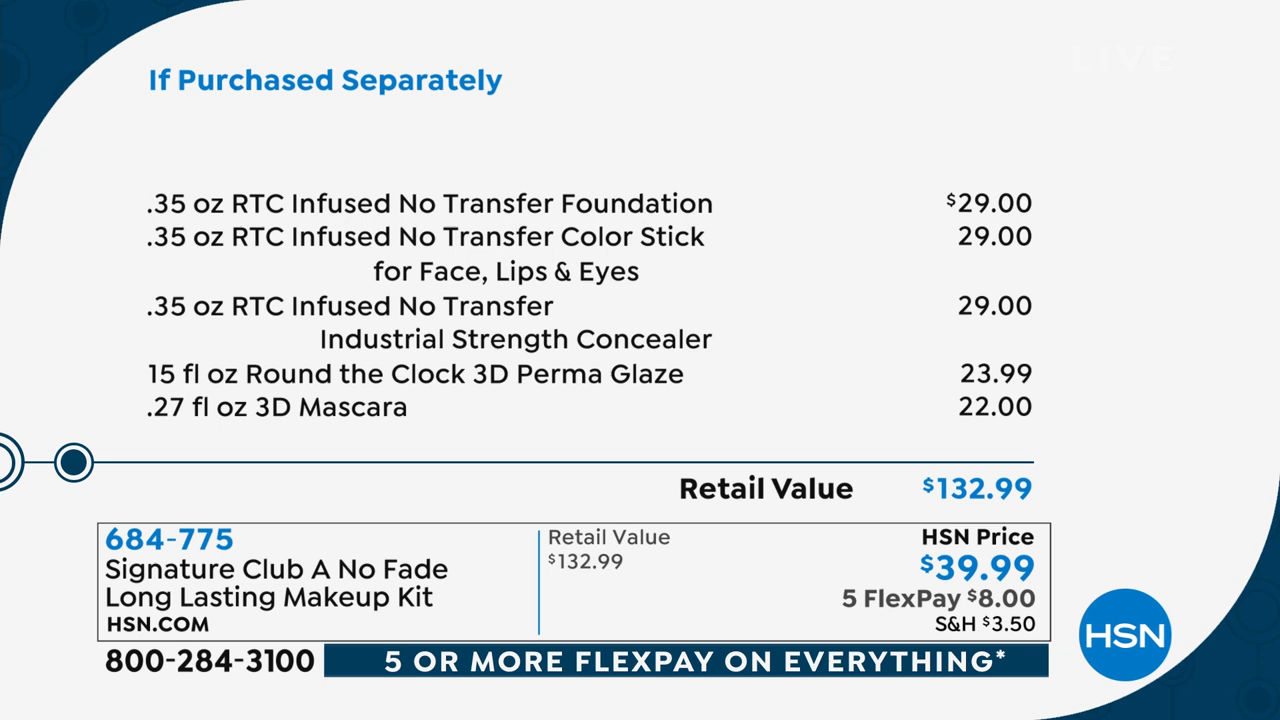 LIVE
If Purchased Separately
.35 oz RTC Infused No Transfer Foundation $29.00
.35 oz RTC Infused No Transfer Color Stick 29.00
for Face, Lips & Eyes
.35 oz RTC Infused No Transfer 29.00
Industrial Strength Concealer
15 fl oz Round the Clock 3D Perma Glaze 23.99
.27 fl oz 3D Mascara 22.00
Retail Value $132.99
684-775
Signature Club A No Fade
Long Lasting Makeup Kit
HSN.COM
Retail Value
$132.99
HSN Price
$39.99
5 FlexPay $8.00
S&H $3.50
HSN
800-284-3100 5 OR MORE FLEXPAY ON EVERYTHING*